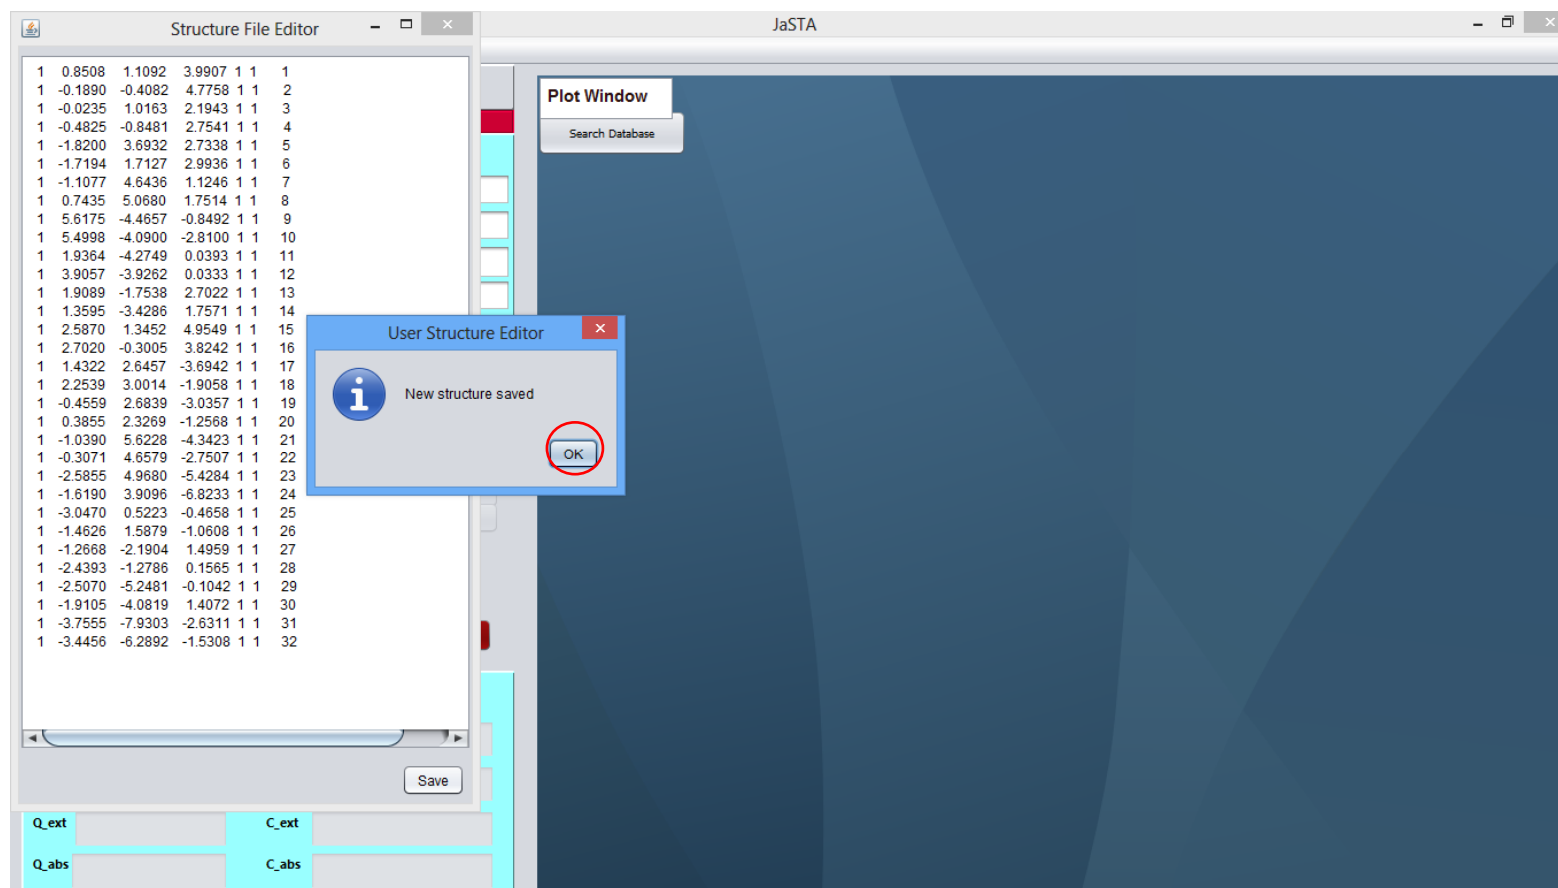 Structure File Editor
JaSTA
1 0.8508 1.1092 3.9907 1 1 1
1 -0.1890 -0.4082 4.7758 1 1 2
1 -0.0235 1.0163 2.1943 1 1 3
1 -0.4825 -0.8481 2.7541 1 1 4
1 -1.8200 3.6932 2.7338 1 1 5
1 -1.7194 1.7127 2.9936 1 1 6
1 -1.1077 4.6436 1.1246 1 1 7
1 0.7435 5.0680 1.7514 1 1 8
1 5.6175 -4.4657 -0.8492 1 1 9
1 5.4998 -4.0900 -2.8100 1 1 10
1 1.9364 -4.2749 0.0393 1 1 11
1 3.9057 -3.9262 0.0333 1 1 12
1 1.9089 -1.7538 2.7022 1 1 13
1 1.3595 -3.4286 1.7571 1 1 14
1 2.5870 1.3452 4.9549 1 1 15
1 2.7020 -0.3005 3.8242 1 1 16
1 1.4322 2.6457 -3.6942 1 1 17
1 2.2539 3.0014 -1.9058 1 1 18
1 -0.4559 2.6839 -3.0357 1 1 19
1 0.3855 2.3269 -1.2568 1 1 20
1 -1.0390 5.6228 -4.3423 1 1 21
1 -0.3071 4.6579 -2.7507 1 1 22
1 -2.5855 4.9680 -5.4284 1 1 23
1 -1.6190 3.9096 -6.8233 1 1 24
1 -3.0470 0.5223 -0.4658 1 1 25
1 -1.4626 1.5879 -1.0608 1 1 26
1 -1.2668 -2.1904 1.4959 1 1 27
1 -2.4393 -1.2786 0.1565 1 1 28
1 -2.5070 -5.2481 -0.1042 1 1 29
1 -1.9105 -4.0819 1.4072 1 1 30
1 -3.7555 -7.9303 -2.6311 1 1 31
1 -3.4456 -6.2892 -1.5308 1 1 32
Save
Plot Window
Search Database
User Structure Editor
New structure saved
OK
Q_ext C_ext
Q_abs C_abs